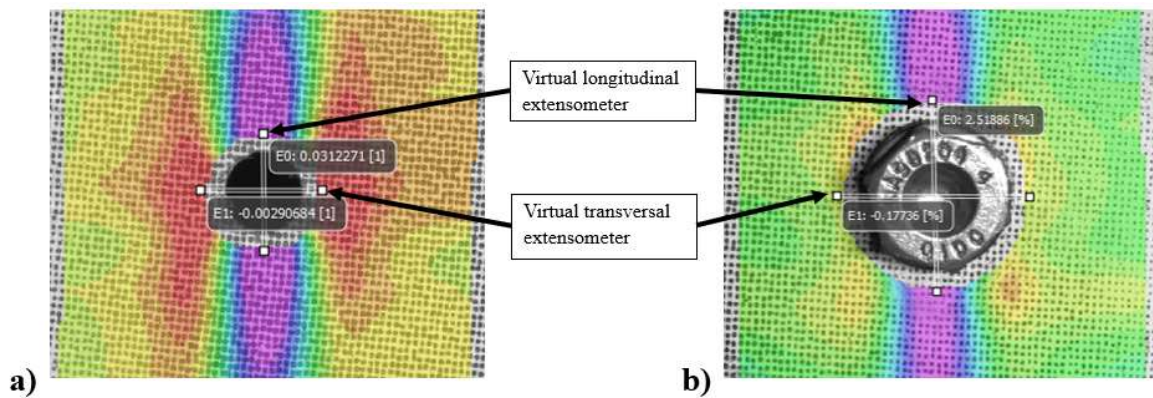 Virtual longitudinal
extensometer
E0: 0.0312271 [1]
E1: -0.00290684 [1]
Virtual transversal
extensometer
E0: 2.51886 [%]
E1: -0.17736 [%]
0100
a)
b)